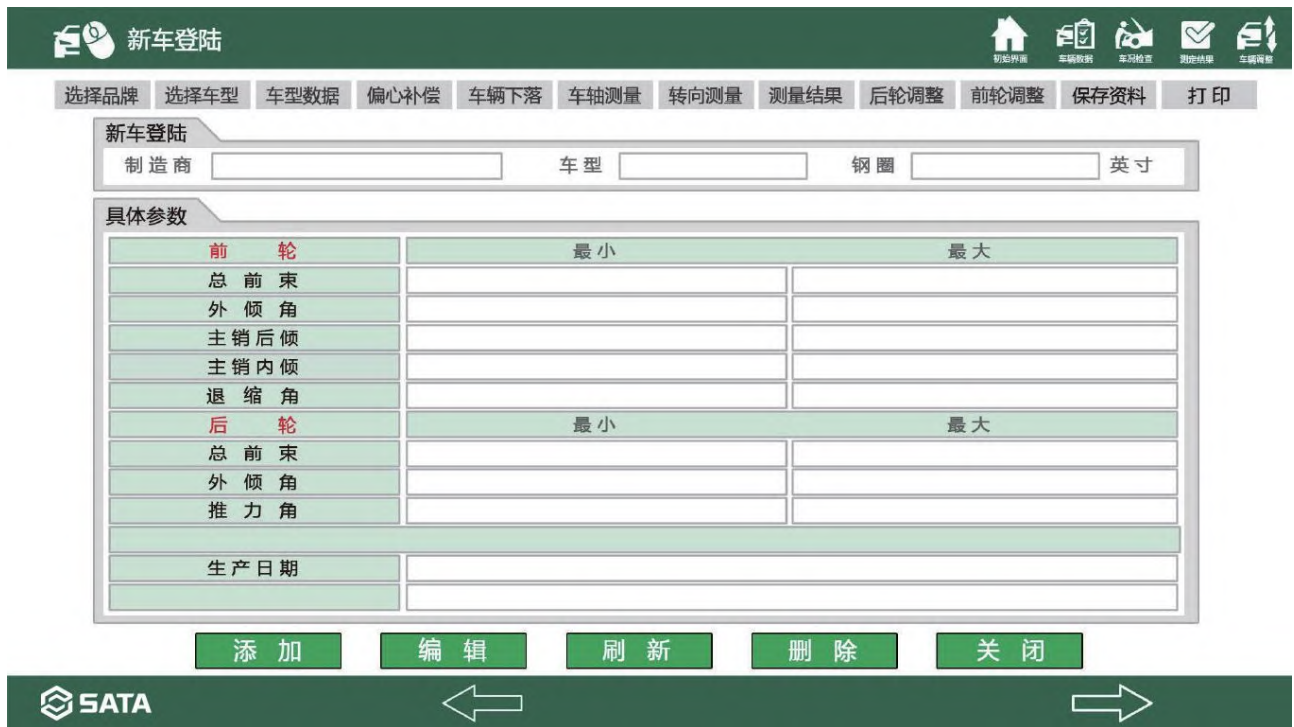 新车登陆
初始界面 车辆数据 车况检查 测定结果 车辆调整
选择品牌 选择车型 车型数据 偏心补偿 车辆下落 车轴测量 转向测量 测量结果 后轮调整 前轮调整 保存资料 打印
新车登陆
制造商 车型 钢圈 英寸
具体参数
前轮 最小 最大
总前束
外倾角
主销后倾
主销内倾
退缩角
后轮 最小 最大
总前束
外倾角
推力角
生产日期
添加 编辑 刷新 删除 关闭
SATA